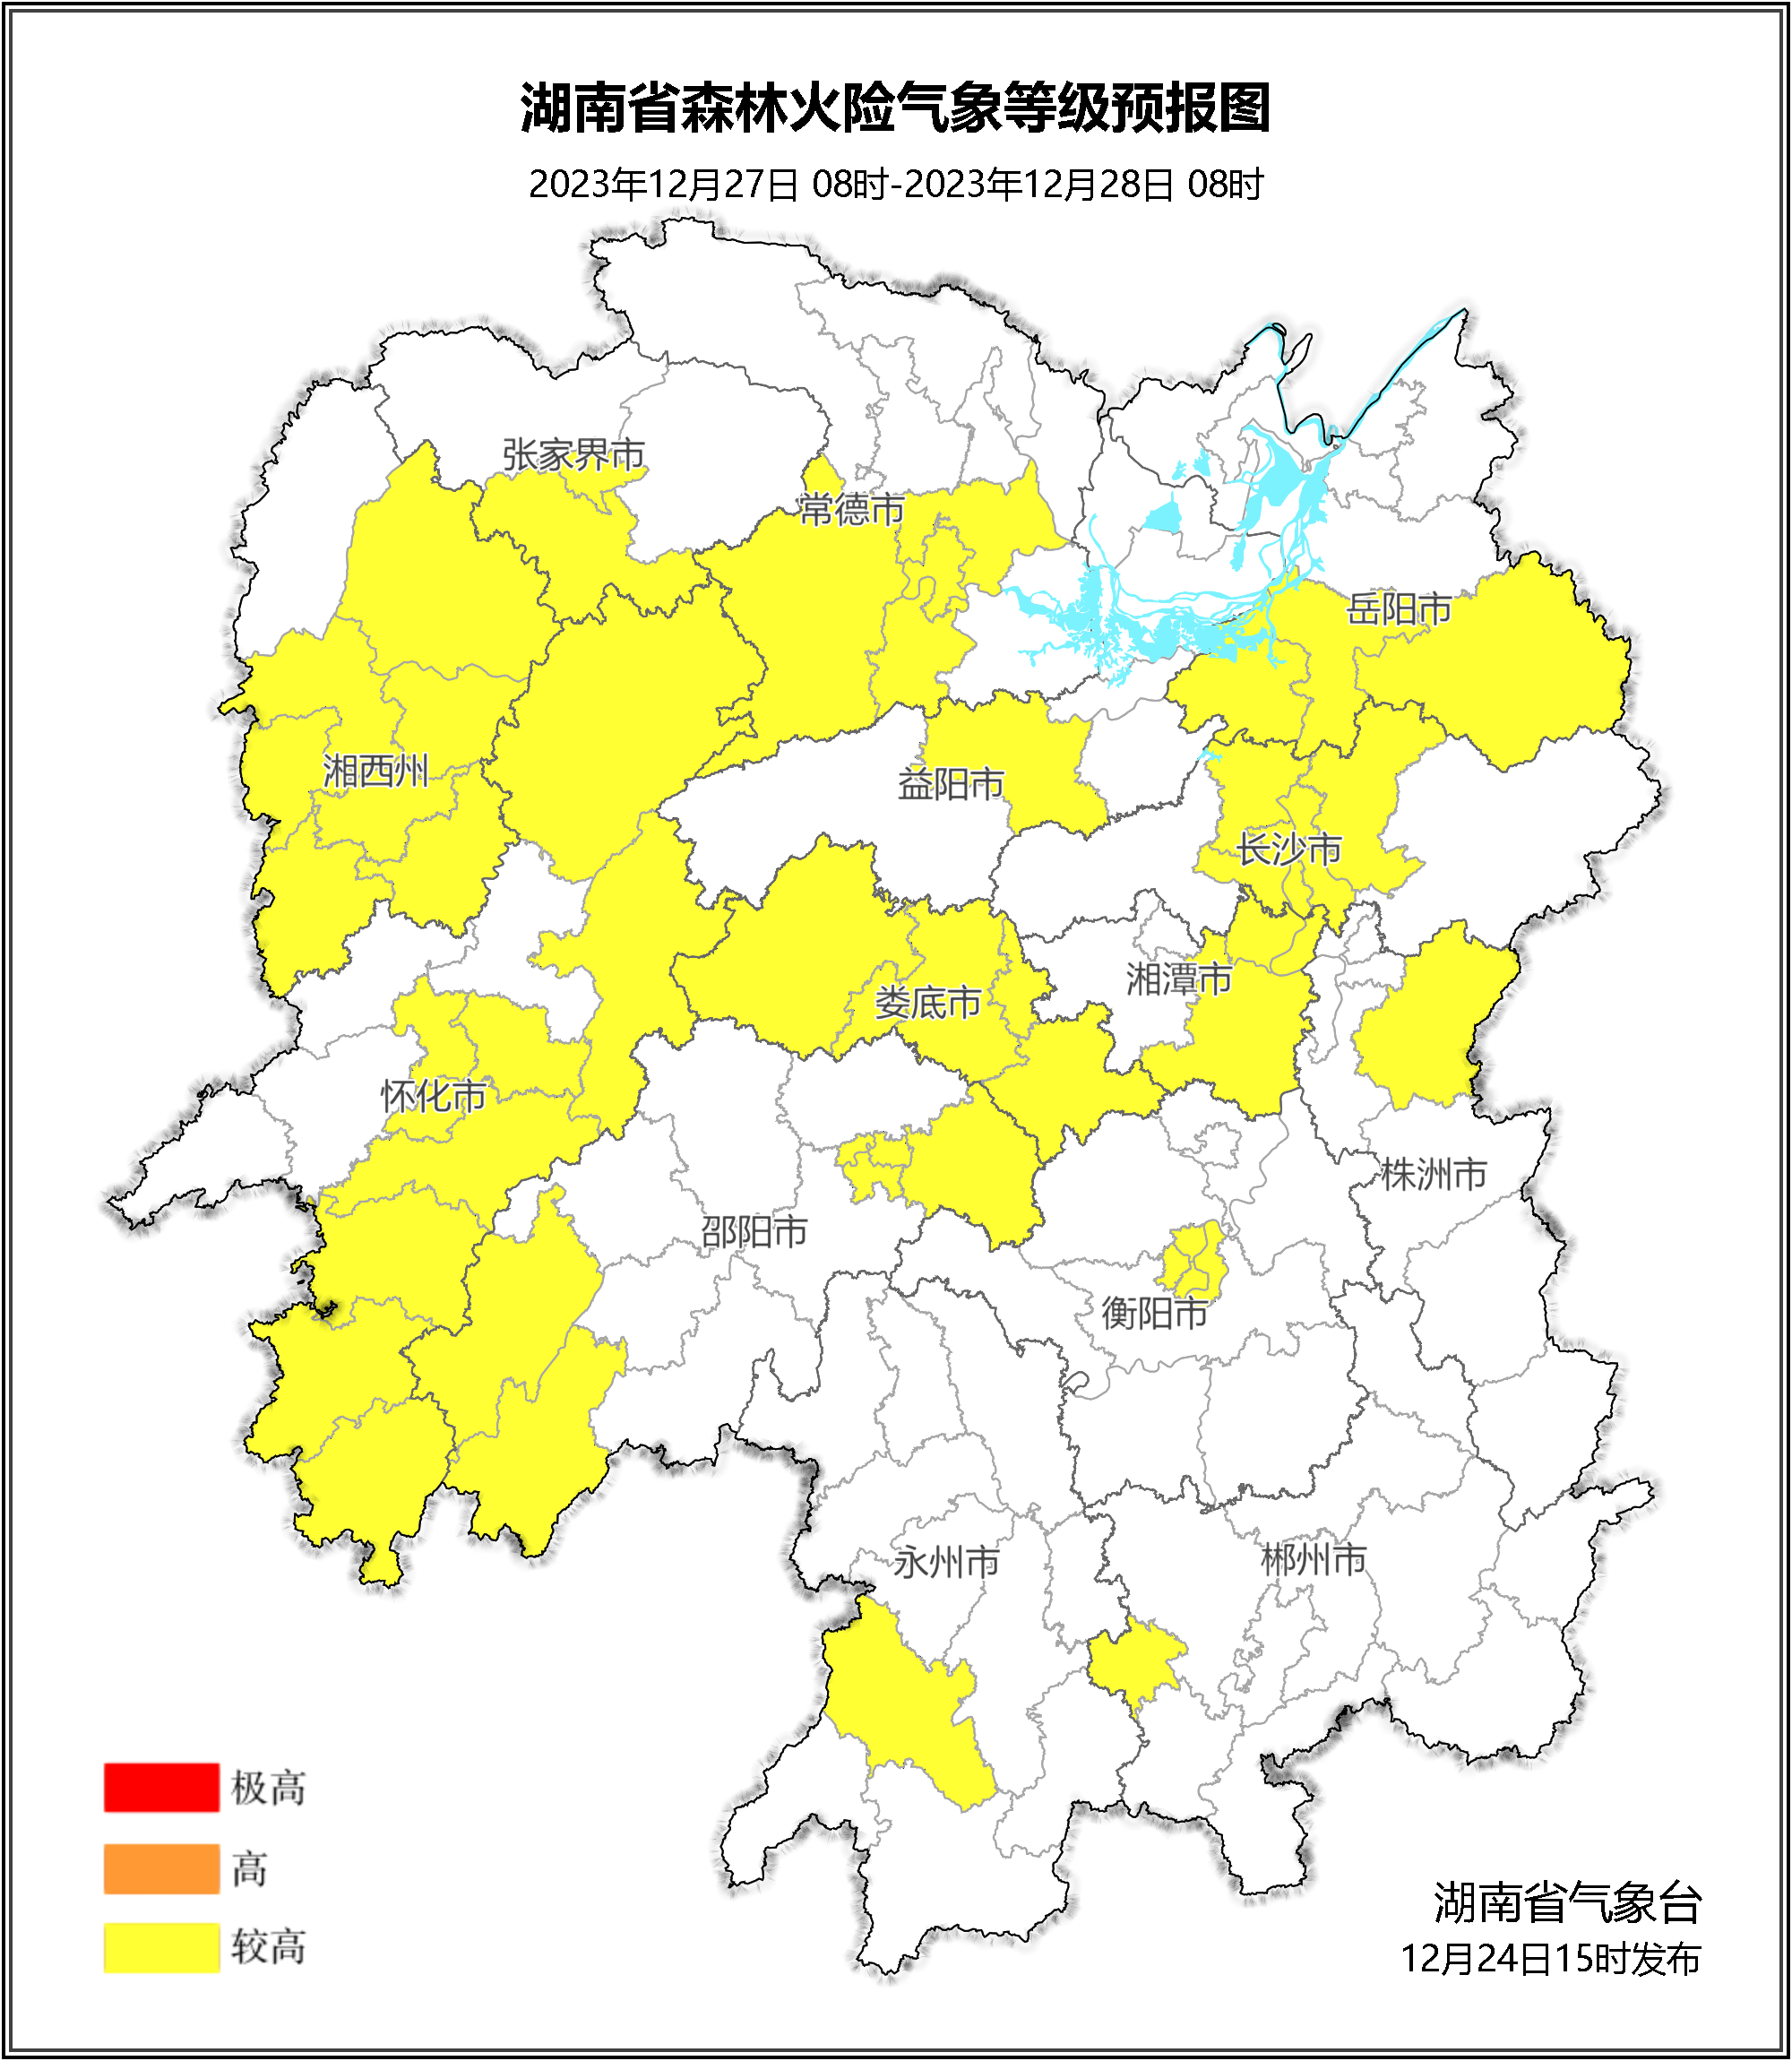 湖南省森林火险气象等级预报图
2023年12月27日 08时-2023年12月28日 08时
张家界市
常德市
岳阳市
湘西州
益阳市
长沙市
湘潭市
娄底市
怀化市
株洲市
邵阳市
衡阳市
永州市
郴州市
极高
高
较高
湖南省气象台
12月24日15时发布